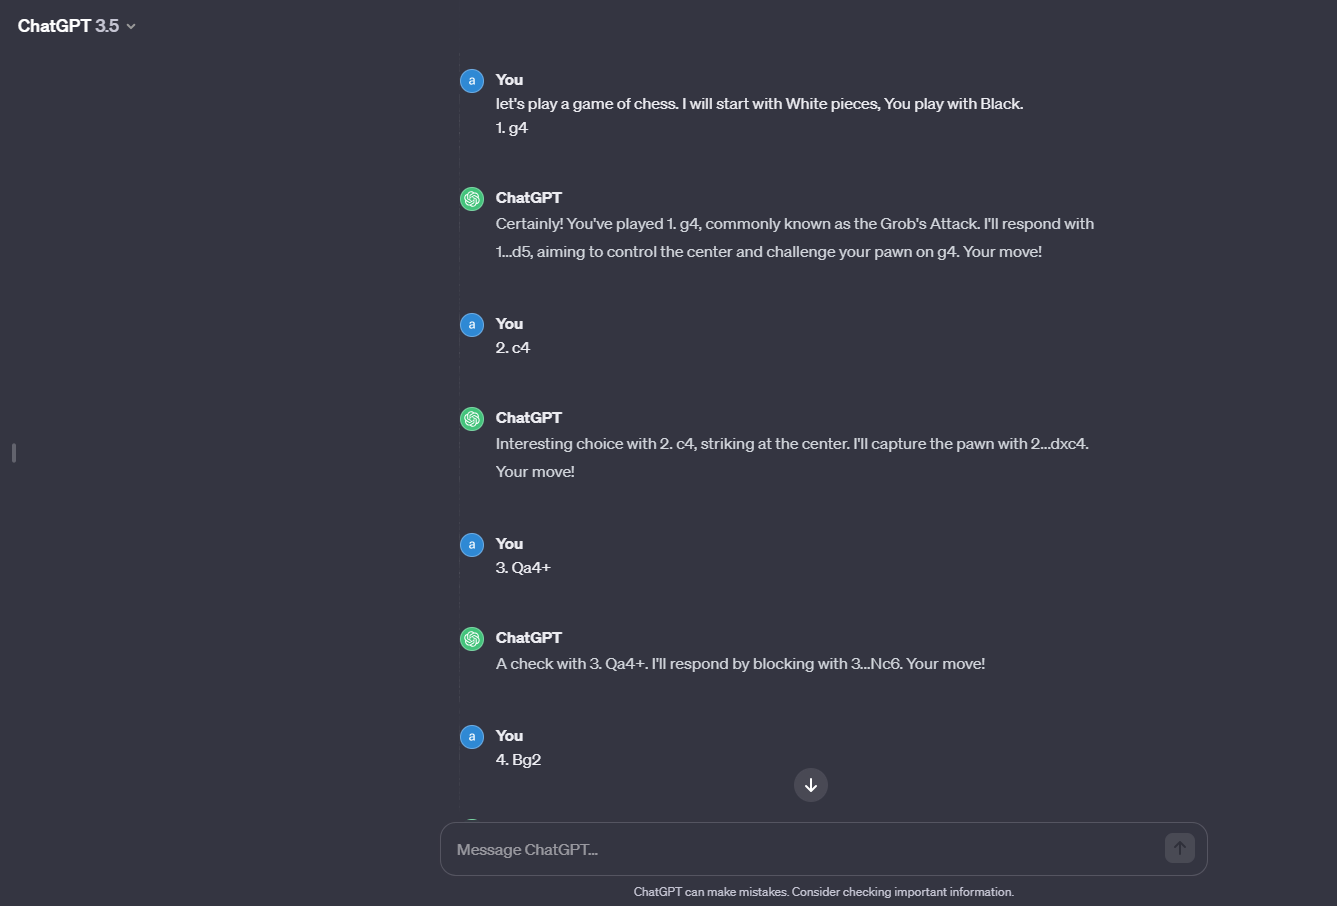 ChatGPT 3.5
a
You
let's play a game of chess. I will start with White pieces, You play with Black.
1. g4
ChatGPT
Certainly! You've played 1. g4, commonly known as the Grob's Attack. I'll respond with
1...d5, aiming to control the center and challenge your pawn on g4. Your move!
a
You
2. c4
ChatGPT
Interesting choice with 2. c4, striking at the center. I'll capture the pawn with 2...dxc4.
Your move!
a
You
3. Qa4+
ChatGPT
A check with 3. Qa4+. I'll respond by blocking with 3...Nc6. Your move!
a
You
4. Bg2
Message ChatGPT...
ChatGPT can make mistakes. Consider checking important information.